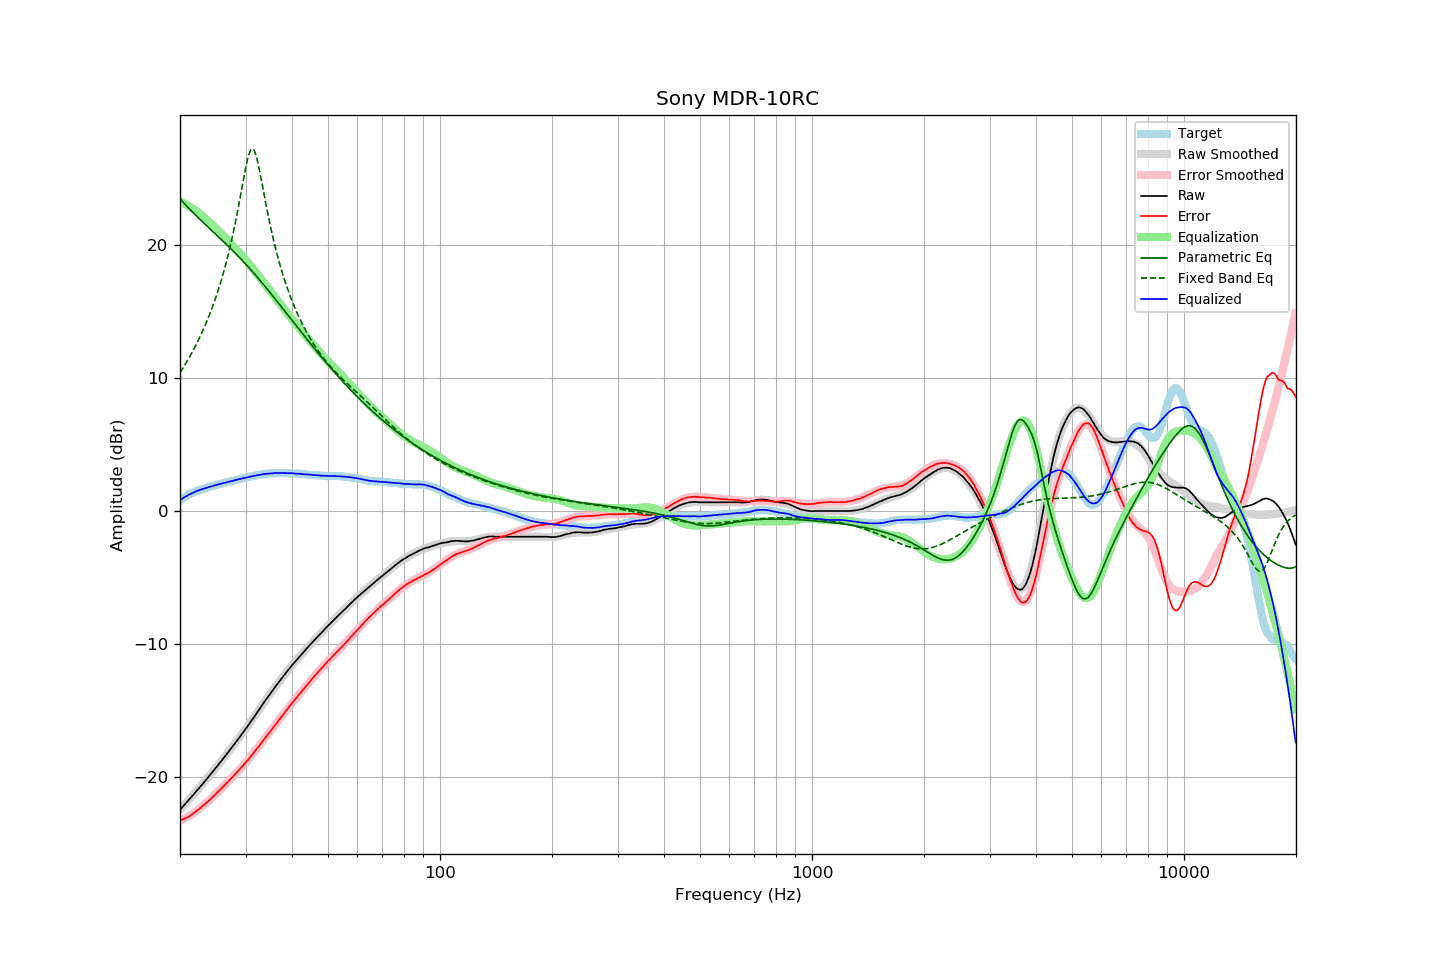 Sony MDR-10RC
Target
Raw Smoothed
Error Smoothed
Raw
Error
Equalization
Parametric Eq
Fixed Band Eq
Equalized
Amplitude (dBr)
20
10
0
−10
−20
100
1000
10000
Frequency (Hz)